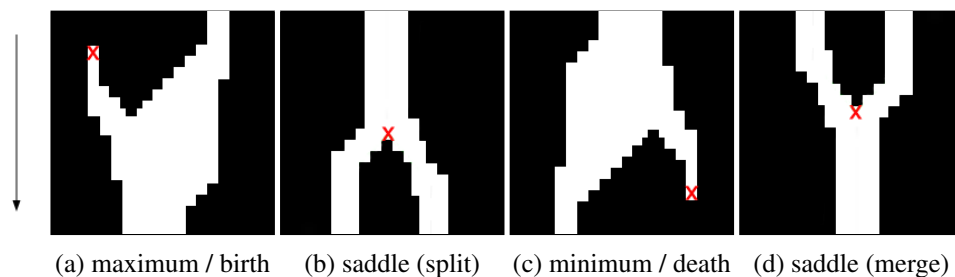 (a) maximum / birth (b) saddle (split) (c) minimum / death (d) saddle (merge)